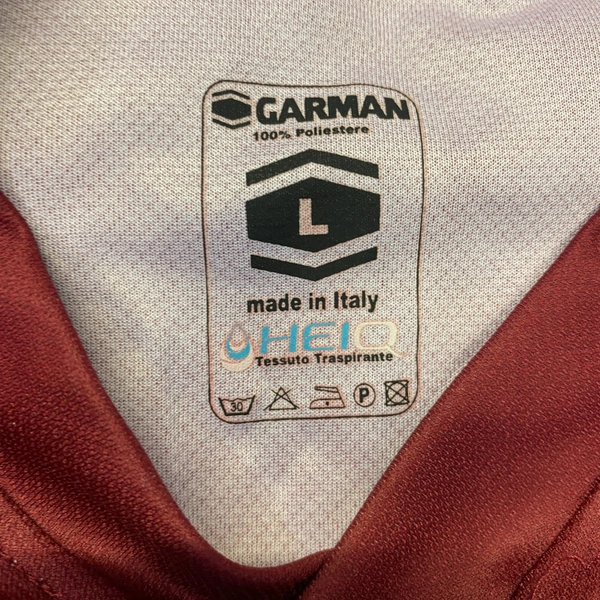 GARMAN
100% Poliestere
L
made in Italy
HEIQ
Tessuto Traspirante
30 P